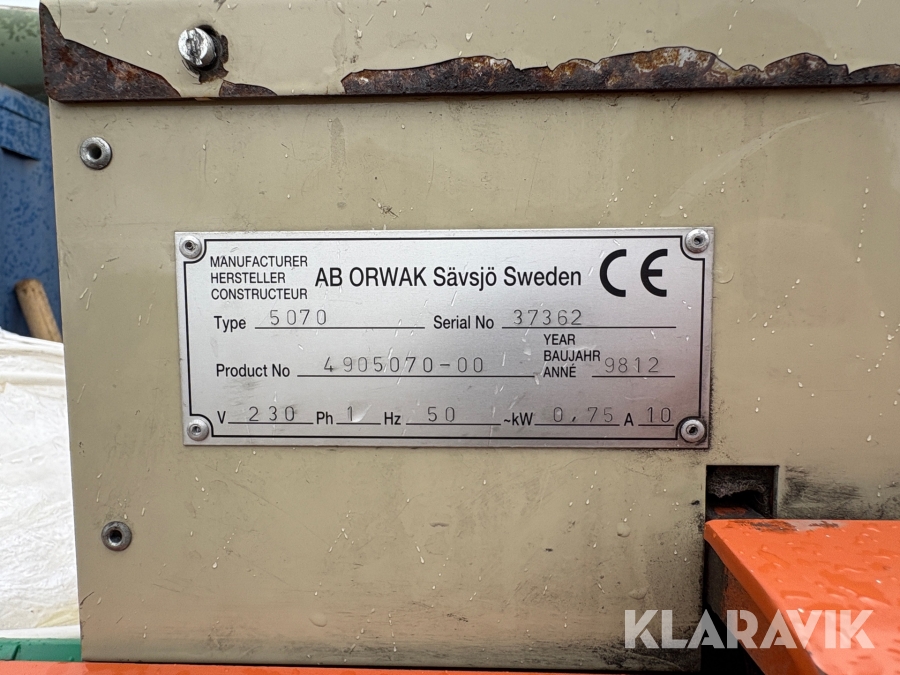 MANUFACTURER
HERSTELLER
CONSTRUCTEUR
AB ORWAK Sävsjö Sweden CE
Type 5070 Serial No 37362
Product No 4905070-00
YEAR
BAUJAHR
ANNÉ 9812
V 230 Ph 1 Hz 50 ~kW 0,75 A 10
KLARAVIK